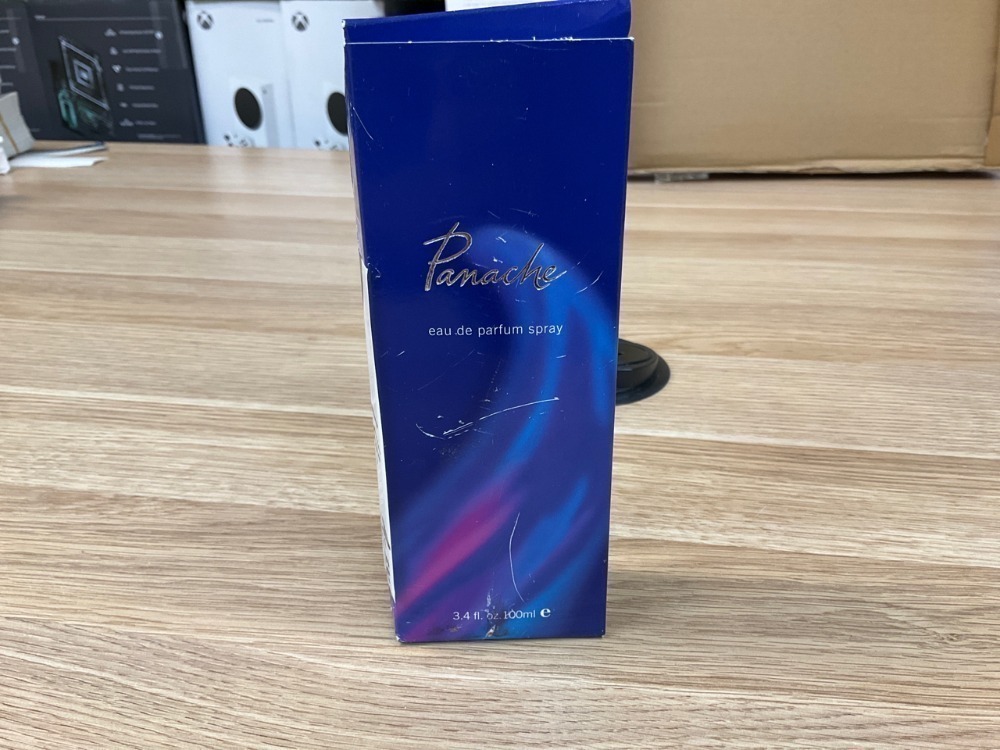 Panache
eau de parfum spray
3.4 fl. oz 100ml e